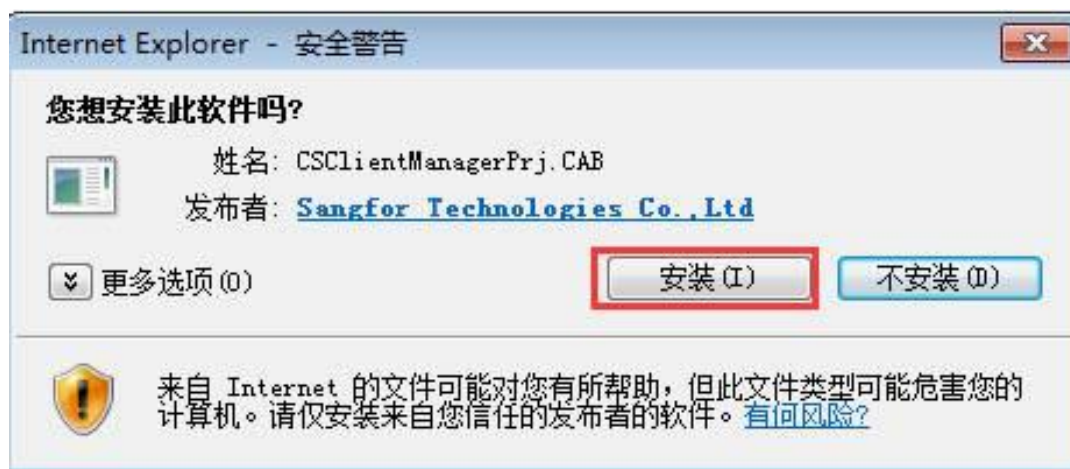 Internet Explorer - 安全警告
您想安装此软件吗?
姓名: CSClientManagerPrj.CAB
发布者: Sangfor Technologies Co.,Ltd
更多选项(O)
安装(I)
不安装(D)
来自 Internet 的文件可能对您有所帮助，但此文件类型可能危害您的
计算机。请仅安装来自您信任的发布者的软件。有何风险?